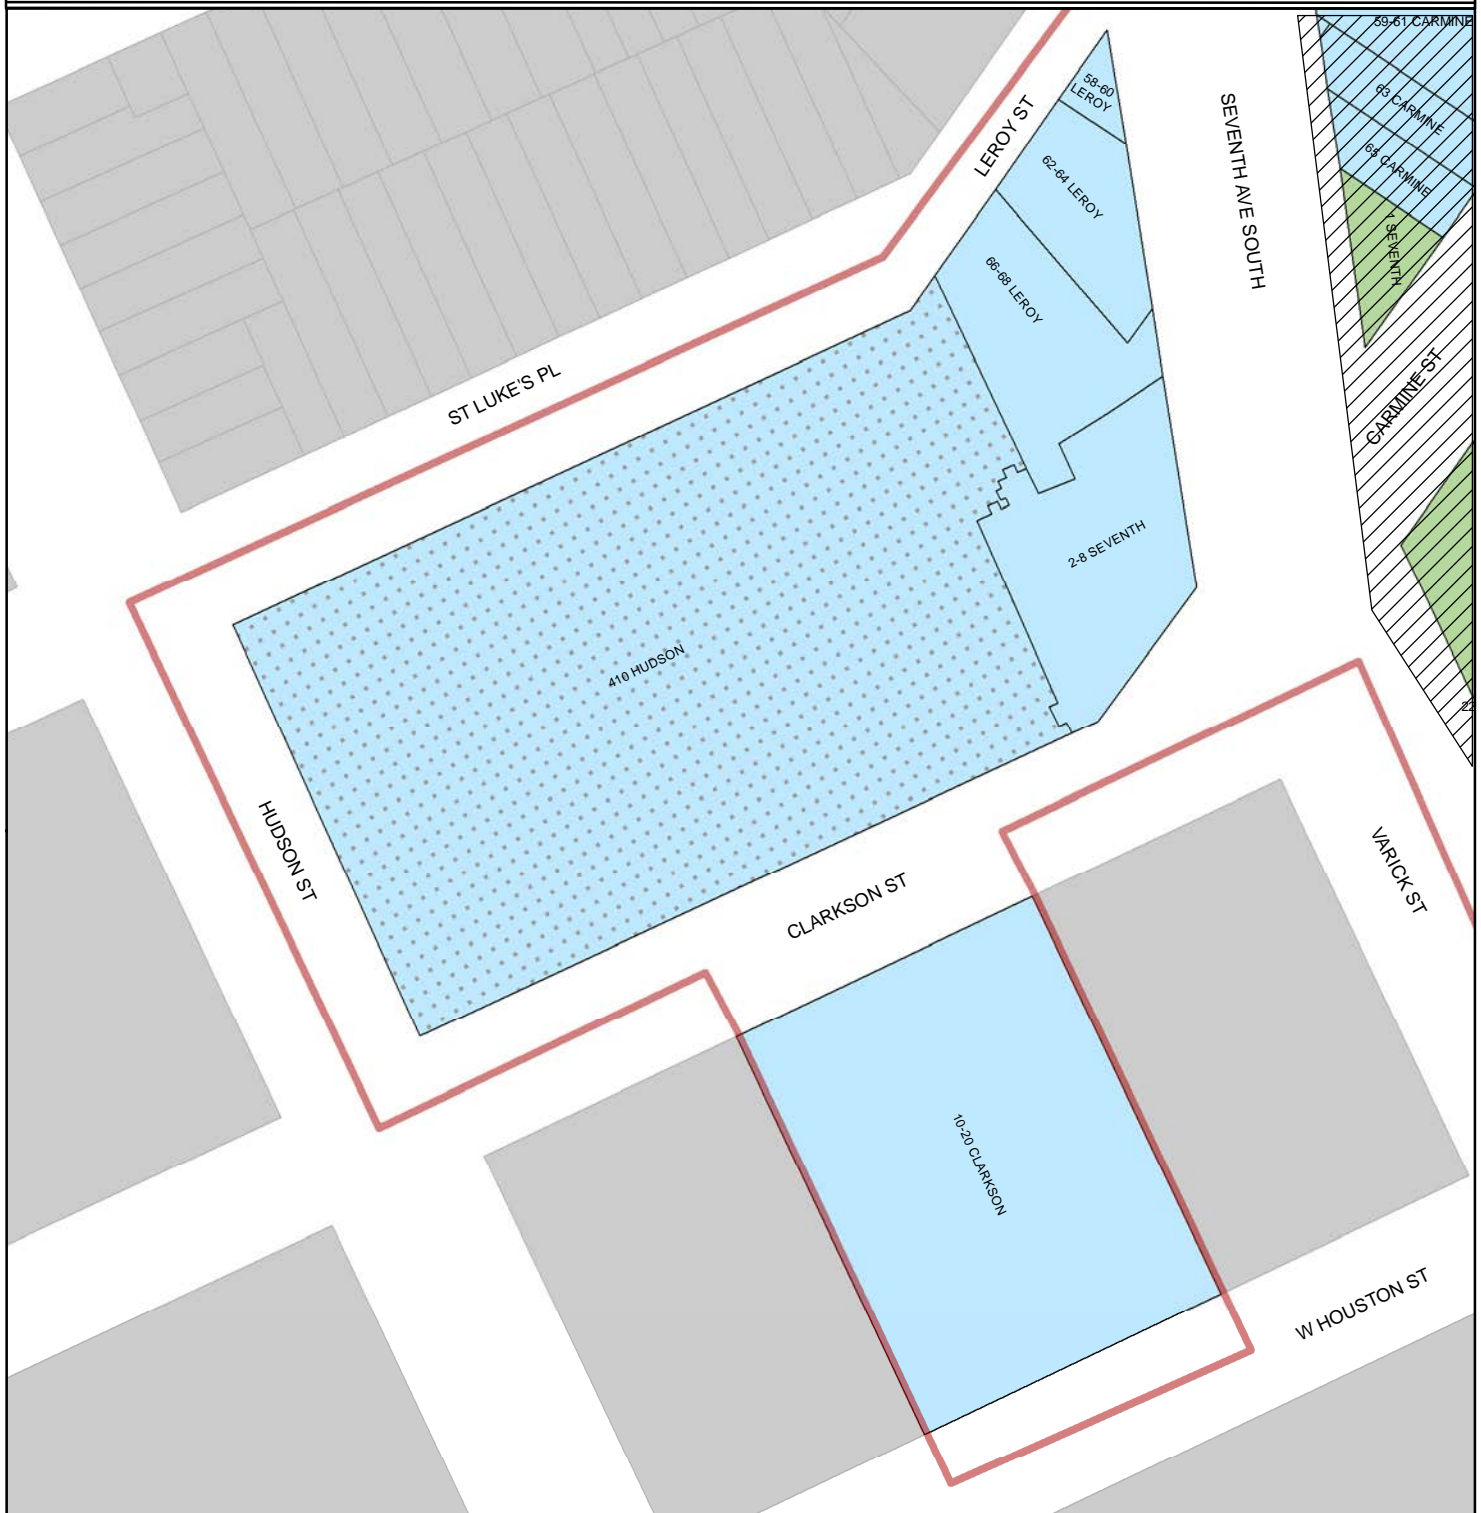 59-61 CARMINE
58-60
LEROY
63 CARMINE
LEROY ST
62-64 LEROY
65 CARMINE
SEVENTH AVE SOUTH
7 SEVENTH
66-68 LEROY
ST LUKE'S PL
CARMINE ST
2-8 SEVENTH
410 HUDSON
22
HUDSON ST
VARICK ST
CLARKSON ST
10-20 CLARKSON
W HOUSTON ST